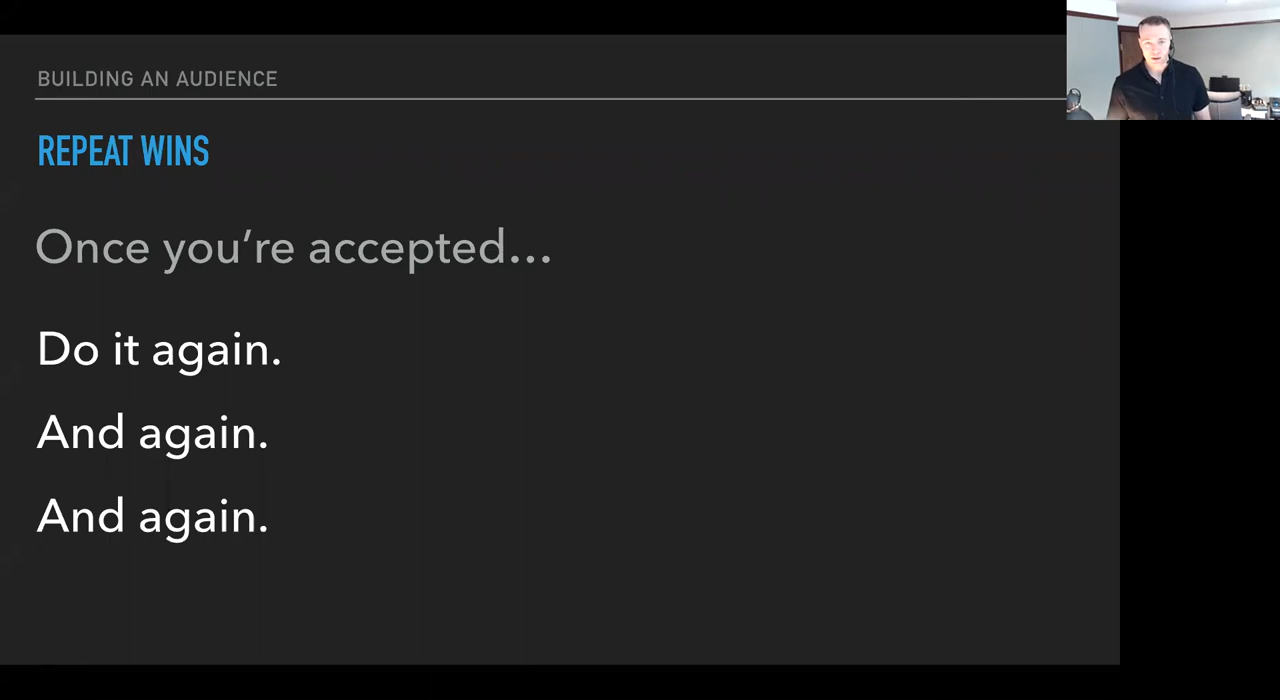 BUILDING AN AUDIENCE
REPEAT WINS
Once you’re accepted…
Do it again.
And again.
And again.